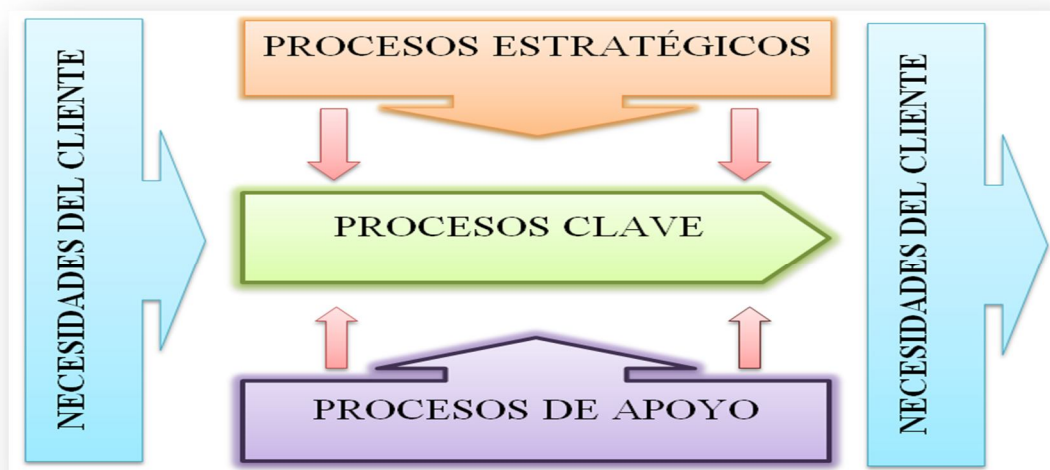 NECESIDADES DEL CLIENTE
PROCESOS ESTRATÉGICOS
PROCESOS CLAVE
PROCESOS DE APOYO
NECESIDADES DEL CLIENTE